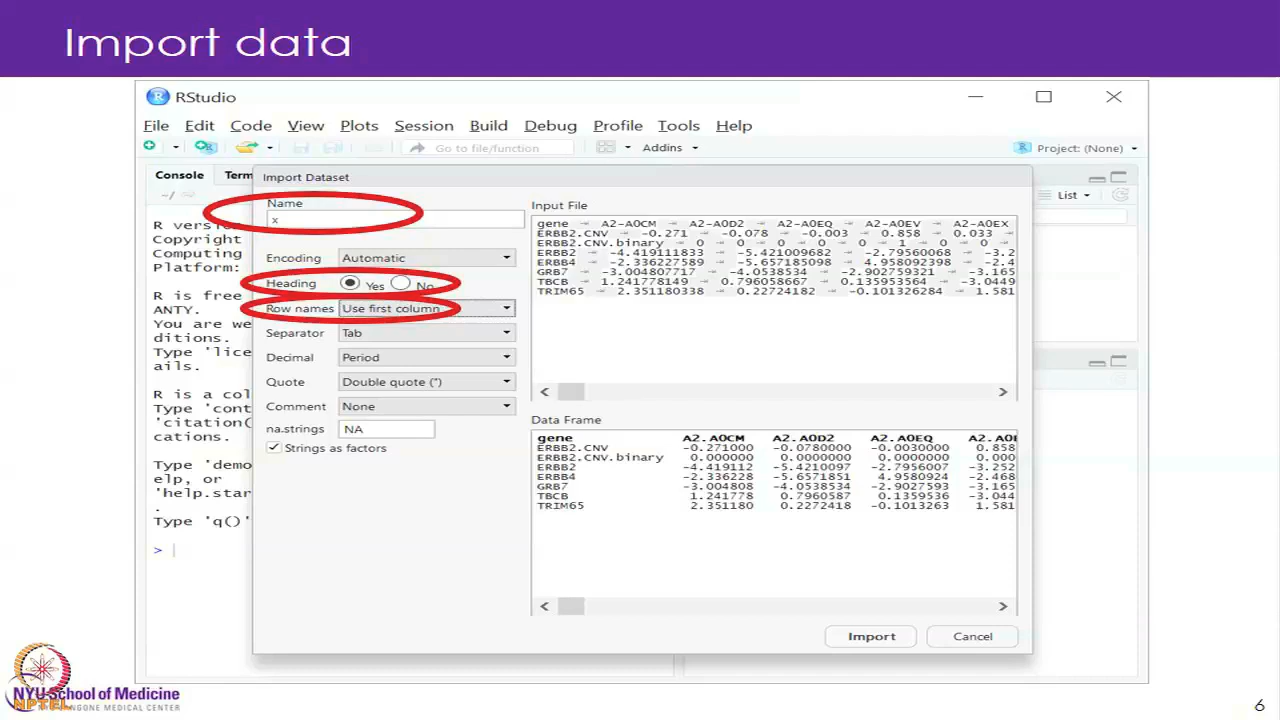 Import data
RStudio
File Edit Code View Plots Session Build Debug Profile Tools Help
Go to file/function Addins Project: (None)
Console Term
List
Import Dataset
Name
x
Encoding Automatic
Heading Yes No
Row names Use first column
Separator Tab
Decimal Period
Quote Double quote (")
Comment None
na.strings NA
Strings as factors
Input File
gene → A2-A0CM → A2-A0D2 → A2-A0EQ → A2-A0EV → A2-A0EX
ERBB2.CNV → -0.271 → -0.078 → -0.003 → 0.858 → 0.033 →
ERBB2.CNV.binary → 0 → 0 → 0 → 0 → 1 → 0 → 0 →
ERBB2 → -4.419111833 → -5.421009682 → -2.79560068 → -3.2
ERBB4 → -2.336227589 → -5.657185098 → 4.958092398 → -2.4
GRB7 → -3.004807717 → -4.0538534 → -2.902759321 → -3.165
TBCB → 1.241778149 → 0.796058667 → 0.135953564 → -3.0449
TRIM65 → 2.351180338 → 0.22724182 → -0.101326284 → 1.581
Data Frame
gene A2.A0CM A2.A0D2 A2.A0EQ A2.A0
ERBB2.CNV -0.271000 -0.0780000 -0.0030000 0.858
ERBB2.CNV.binary 0.000000 0.0000000 0.0000000 0.000
ERBB2 -4.419112 -5.4210097 -2.7956007 -3.252
ERBB4 -2.336228 -5.6571851 4.9580924 -2.468
GRB7 -3.004808 -4.0538534 -2.9027593 -3.165
TBCB 1.241778 0.7960587 0.1359536 -3.044
TRIM65 2.351180 0.2272418 -0.1013263 1.581
Import Cancel
R vers
Copyright
Computing
Platform:
R is free
ANTY.
You are we
ditions.
Type 'lice
ails.
R is a col
Type 'cont
'citation(
cations.
Type 'demo
elp, or
'help.star
.
Type 'q()'
>
NYU School of Medicine
NPTEL
LANGONE MEDICAL CENTER
6